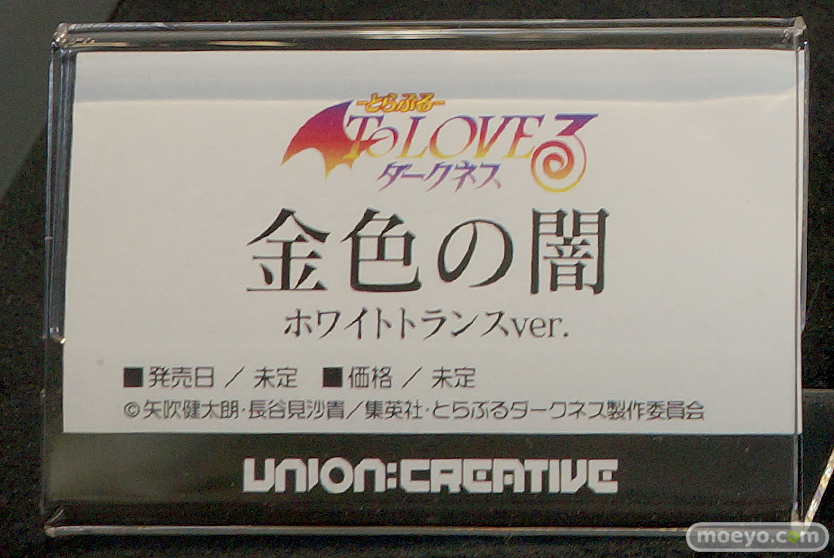 とらぶる
To LOVEる
ダークネス
金色の闇
ホワイトトランスver.
■発売日 / 未定 ■価格 / 未定
©矢吹健太朗・長谷見沙貴/集英社・とらぶるダークネス製作委員会
UNION:CREATIVE
moeyo.com